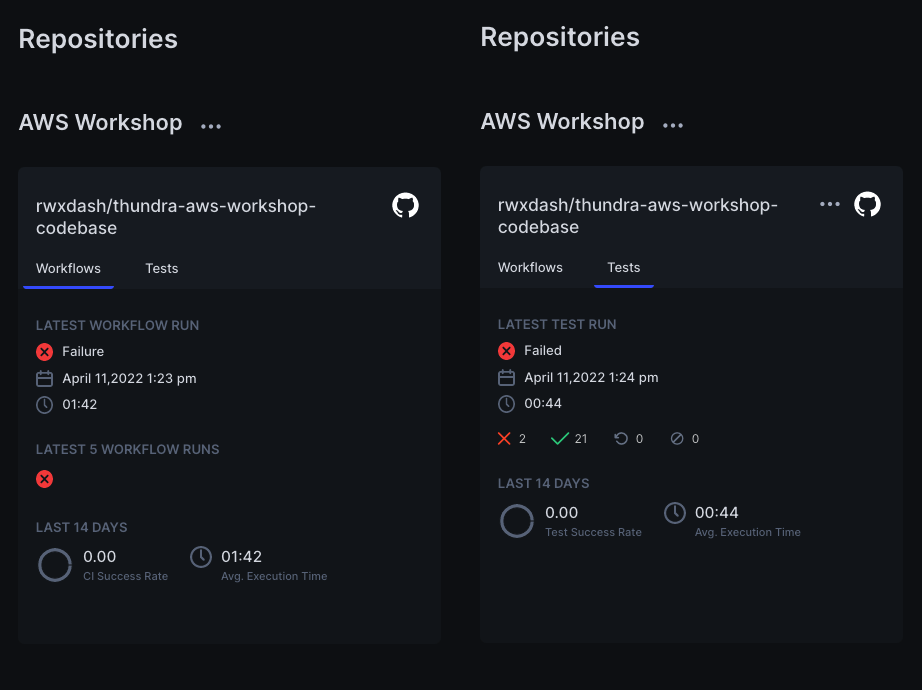 Repositories
AWS Workshop ...
rwxdash/thundra-aws-workshop-
codebase
Workflows Tests
LATEST WORKFLOW RUN
Failure
April 11,2022 1:23 pm
01:42
LATEST 5 WORKFLOW RUNS
LAST 14 DAYS
0.00 01:42
CI Success Rate Avg. Execution Time
Repositories
AWS Workshop ...
rwxdash/thundra-aws-workshop-
codebase
Workflows Tests
LATEST TEST RUN
Failed
April 11,2022 1:24 pm
00:44
2 21 0 0
LAST 14 DAYS
0.00 00:44
Test Success Rate Avg. Execution Time